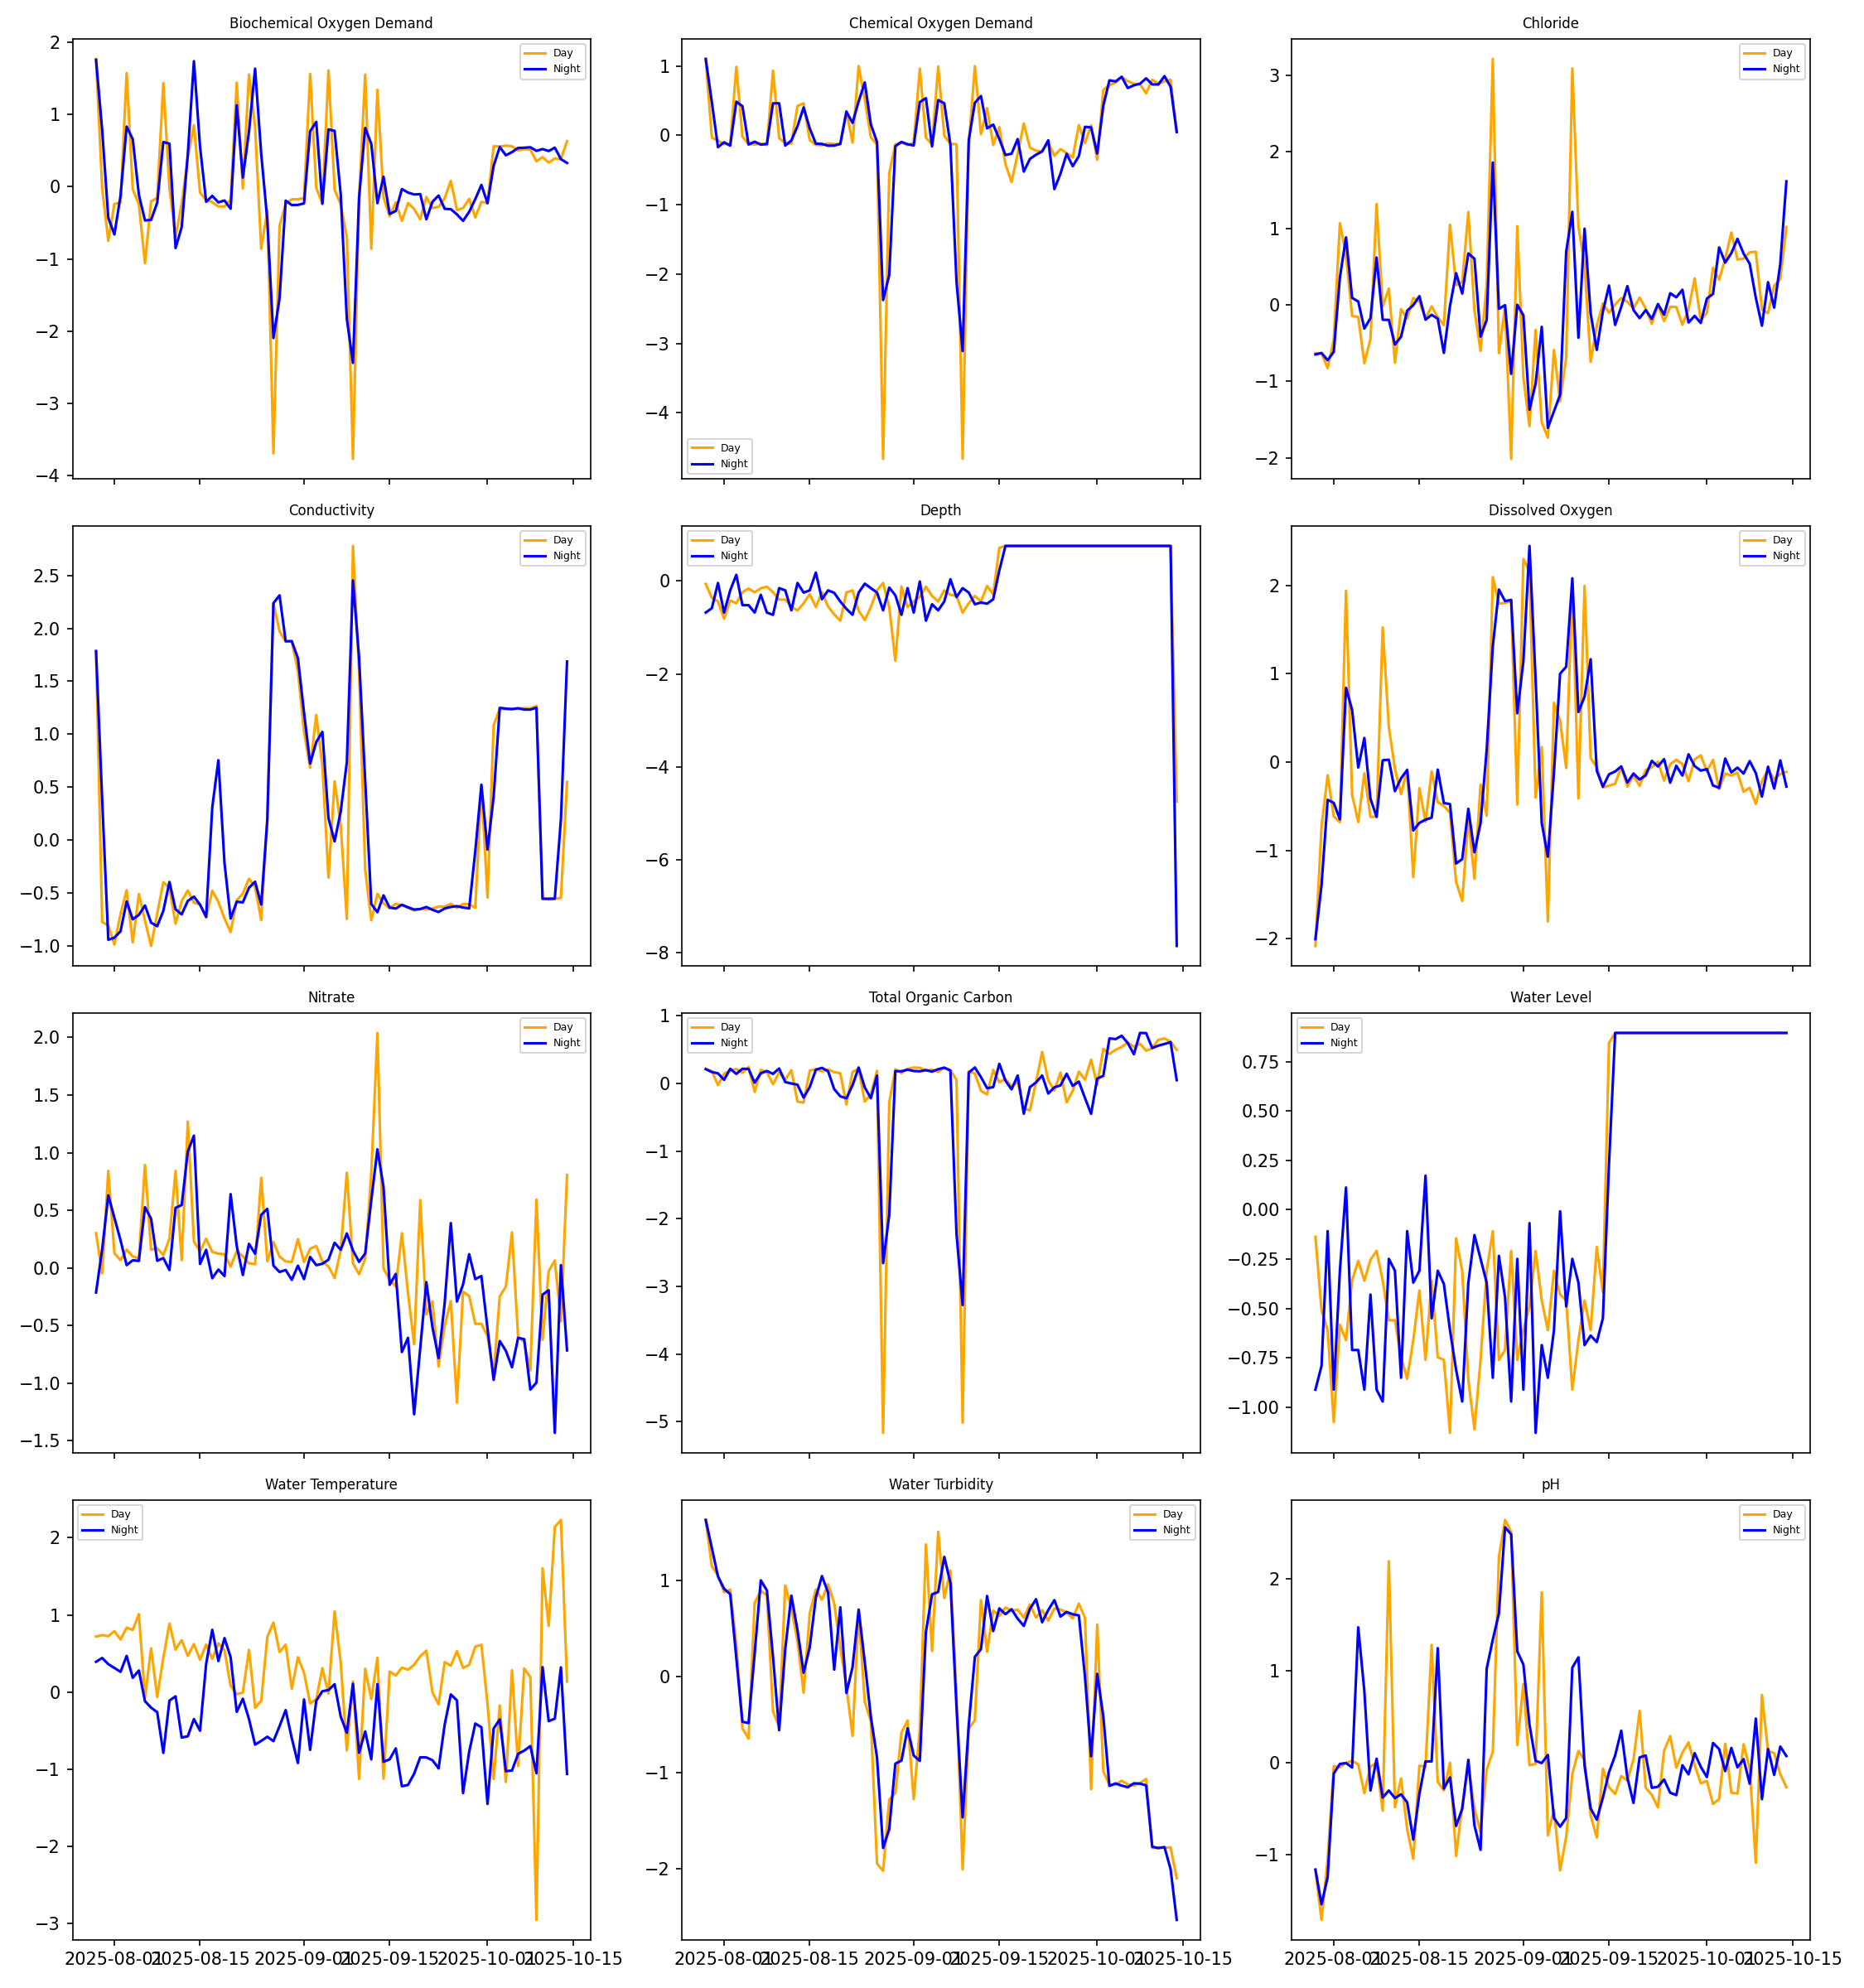 Biochemical Oxygen Demand
2
1
0
−1
−2
−3
−4
Day
Night
Chemical Oxygen Demand
1
0
−1
−2
−3
−4
Day
Night
Chloride
3
2
1
0
−1
−2
Day
Night
Conductivity
2.5
2.0
1.5
1.0
0.5
0.0
−0.5
−1.0
Day
Night
Depth
0
−2
−4
−6
−8
Day
Night
Dissolved Oxygen
2
1
0
−1
−2
Day
Night
Nitrate
2.0
1.5
1.0
0.5
0.0
−0.5
−1.0
−1.5
Day
Night
Total Organic Carbon
1
0
−1
−2
−3
−4
−5
Day
Night
Water Level
0.75
0.50
0.25
0.00
−0.25
−0.50
−0.75
−1.00
Day
Night
Water Temperature
2
1
0
−1
−2
−3
Day
Night
2025-08-01 2025-08-15 2025-09-01 2025-09-15 2025-10-01 2025-10-15
Water Turbidity
1
0
−1
−2
Day
Night
2025-08-01 2025-08-15 2025-09-01 2025-09-15 2025-10-01 2025-10-15
pH
2
1
0
−1
Day
Night
2025-08-01 2025-08-15 2025-09-01 2025-09-15 2025-10-01 2025-10-15